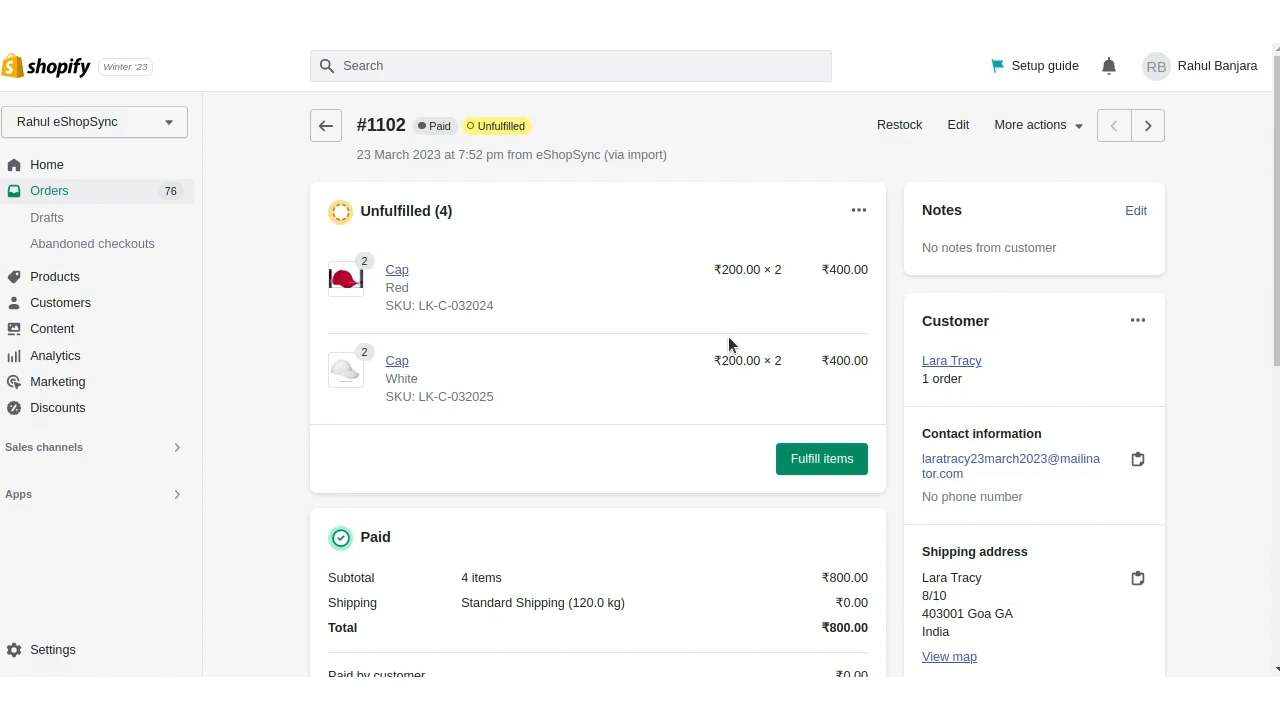 shopify Winter '23
Search
Setup guide
RB Rahul Banjara
Rahul eShopSync
Home
Orders 76
Drafts
Abandoned checkouts
Products
Customers
Content
Analytics
Marketing
Discounts
Sales channels
Apps
Settings
#1102 Paid Unfulfilled
Restock Edit More actions
23 March 2023 at 7:52 pm from eShopSync (via import)
Unfulfilled (4)
2
Cap ₹200.00 × 2 ₹400.00
Red
SKU: LK-C-032024
2
Cap ₹200.00 × 2 ₹400.00
White
SKU: LK-C-032025
Fulfill items
Paid
Subtotal 4 items ₹800.00
Shipping Standard Shipping (120.0 kg) ₹0.00
Total ₹800.00
Paid by customer ₹0.00
Notes Edit
No notes from customer
Customer
Lara Tracy
1 order
Contact information
laratracy23march2023@mailina
tor.com
No phone number
Shipping address
Lara Tracy
8/10
403001 Goa GA
India
View map